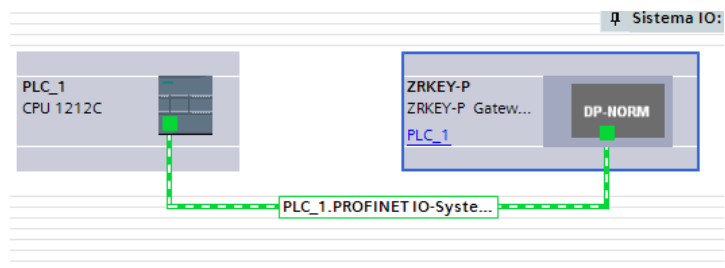 Sistema IO:
PLC_1
CPU 1212C
ZRKEY-P
ZRKEY-P Gatew...
PLC_1
DP-NORM
PLC_1.PROFINET IO-Syste...